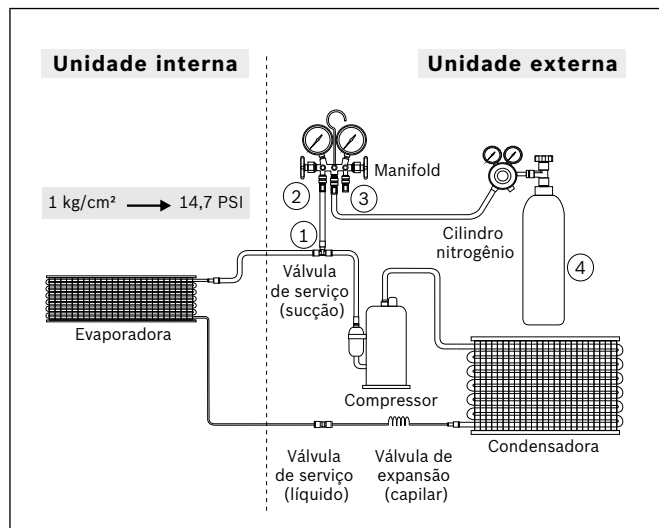 Unidade interna
Unidade externa
Manifold
2
3
1 kg/cm² → 14,7 PSI
1
Cilindro
nitrogênio
4
Válvula
de serviço
(sucção)
Evaporadora
Compressor
Condensadora
Válvula
de serviço
(líquido)
Válvula de
expansão
(capilar)